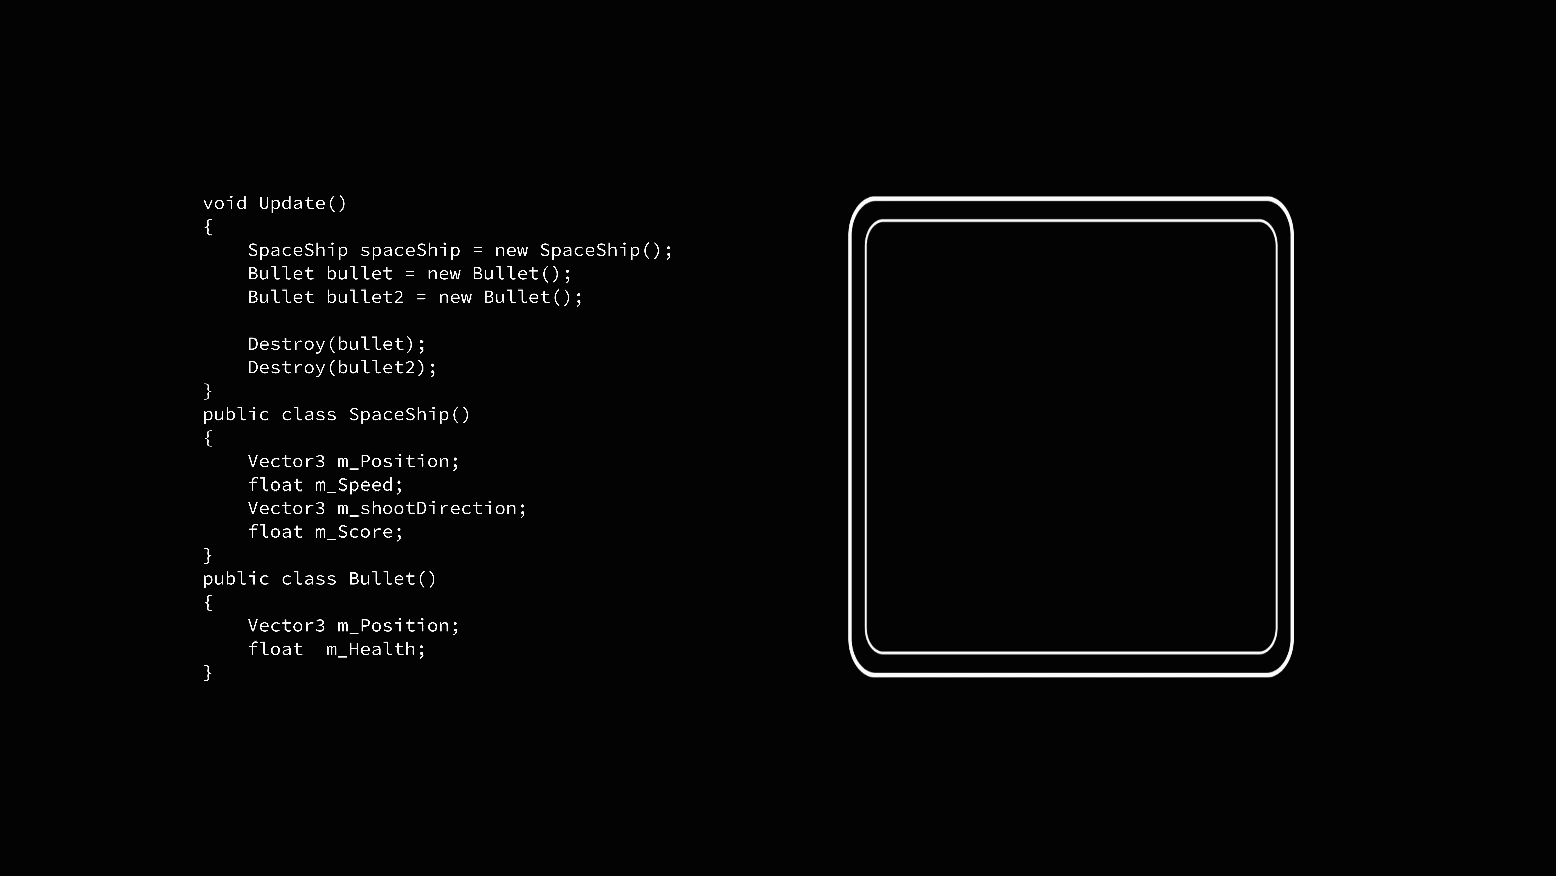 void Update()
{
    SpaceShip spaceShip = new SpaceShip();
    Bullet bullet = new Bullet();
    Bullet bullet2 = new Bullet();

    Destroy(bullet);
    Destroy(bullet2);
}
public class SpaceShip()
{
    Vector3 m_Position;
    float m_Speed;
    Vector3 m_shootDirection;
    float m_Score;
}
public class Bullet()
{
    Vector3 m_Position;
    float  m_Health;
}